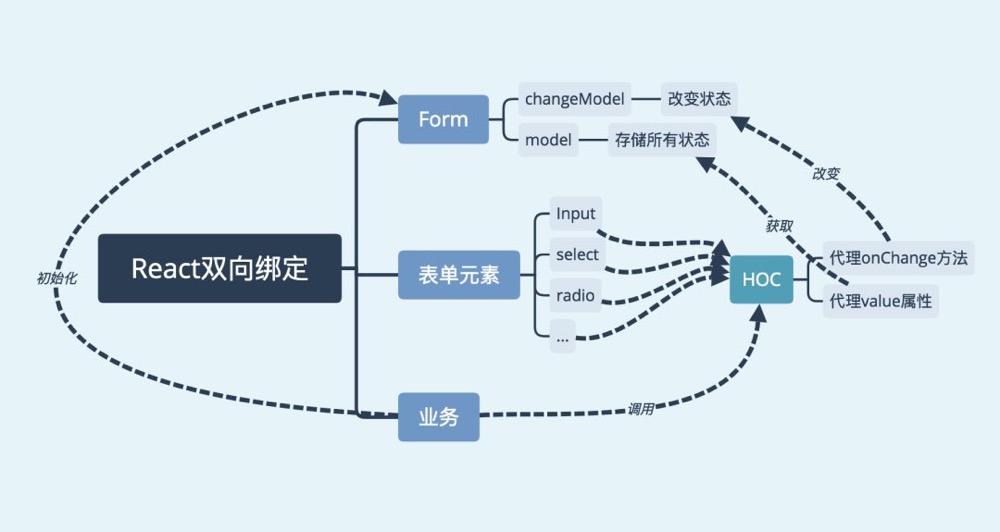 React双向绑定
Form
changeModel
改变状态
model
存储所有状态
表单元素
Input
select
radio
...
HOC
代理onChange方法
代理value属性
业务
初始化
调用
获取
改变